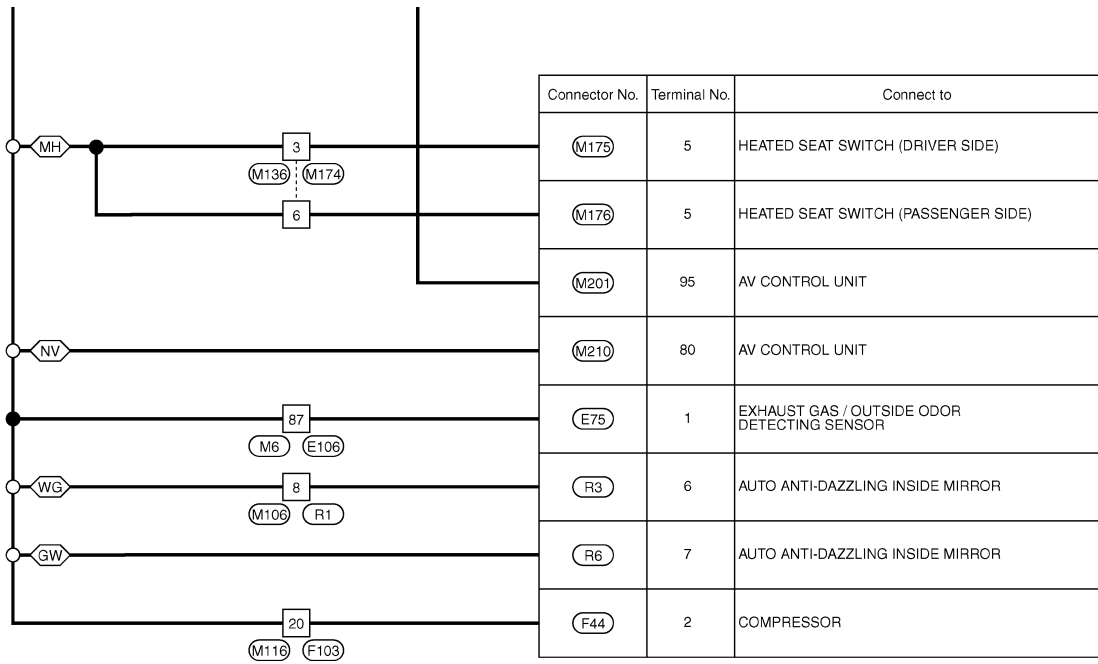 Connector No. Terminal No. Connect to
MH 3 M175 5 HEATED SEAT SWITCH (DRIVER SIDE)
M136 M174
6 M176 5 HEATED SEAT SWITCH (PASSENGER SIDE)
M201 95 AV CONTROL UNIT
NV M210 80 AV CONTROL UNIT
87 E75 1 EXHAUST GAS / OUTSIDE ODOR
DETECTING SENSOR
M6 E106
WG 8 R3 6 AUTO ANTI-DAZZLING INSIDE MIRROR
M106 R1
GW R6 7 AUTO ANTI-DAZZLING INSIDE MIRROR
20 F44 2 COMPRESSOR
M116 F103